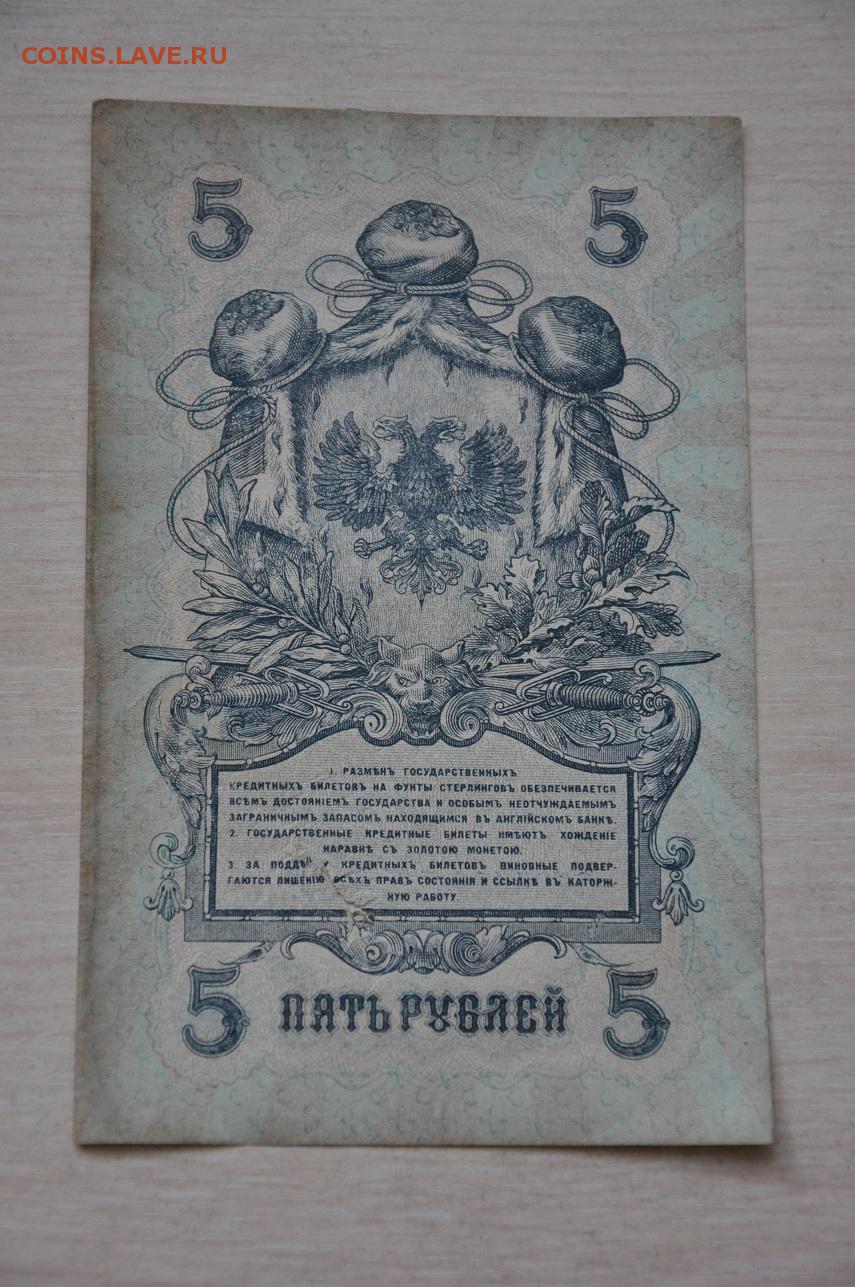 COINS.LAVE.RU
5 5
1. РАЗМѢНЪ ГОСУДАРСТВЕННЫХЪ
КРЕДИТНЫХЪ БИЛЕТОВЪ НА ФУНТЫ СТЕРЛИНГОВЪ ОБЕЗПЕЧИВАЕТСЯ
ВСѢМЪ ДОСТОЯНІЕМЪ ГОСУДАРСТВА И ОСОБЫМЪ НЕОТЧУЖДАЕМЫМЪ
ЗАГРАНИЧНЫМЪ ЗАПАСОМЪ НАХОДЯЩИМСЯ ВЪ АНГЛІЙСКОМЪ БАНКѢ.
2. ГОСУДАРСТВЕННЫЕ КРЕДИТНЫЕ БИЛЕТЫ ИМѢЮТЪ ХОЖДЕНІЕ
НАРАВНѢ СЪ ЗОЛОТОЮ МОНЕТОЮ.
3. ЗА КРЕДИТНЫХЪ БИЛЕТОВЪ ВИНОВНЫЕ ПОДВЕР-
ГАЮТСЯ ЛИШЕНІЮ ВСѢХЪ ПРАВЪ СОСТОЯНІЯ И ССЫЛКѢ ВЪ КАТОРЖ-
НУЮ РАБОТУ
5 ПЯТЬ РУБЛЕЙ 5